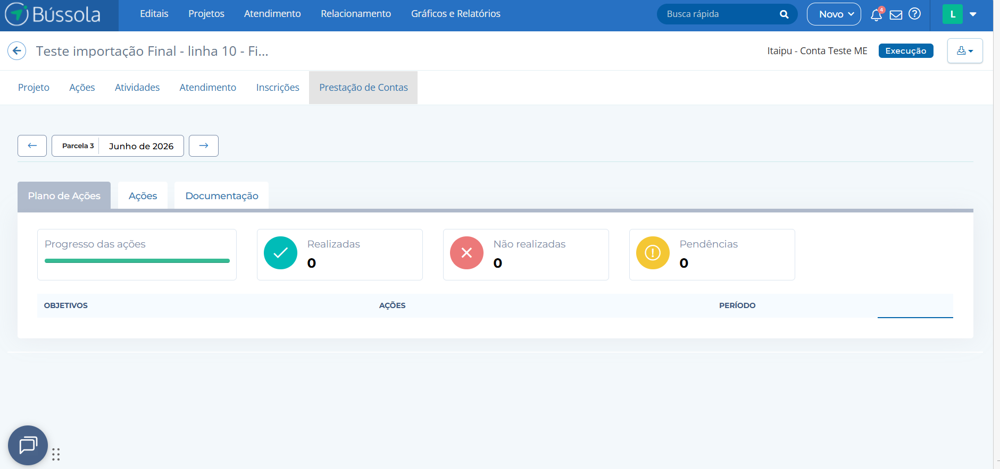 Bússola
Editais Projetos Atendimento Relacionamento Gráficos e Relatórios Busca rápida Novo 4 L
Teste importação Final - linha 10 - Fi... Itaipu - Conta Teste ME Execução
Projeto Ações Atividades Atendimento Inscrições Prestação de Contas
Parcela 3 Junho de 2026
Plano de Ações Ações Documentação
Progresso das ações Realizadas Não realizadas Pendências
0 0 0
OBJETIVOS AÇÕES PERÍODO